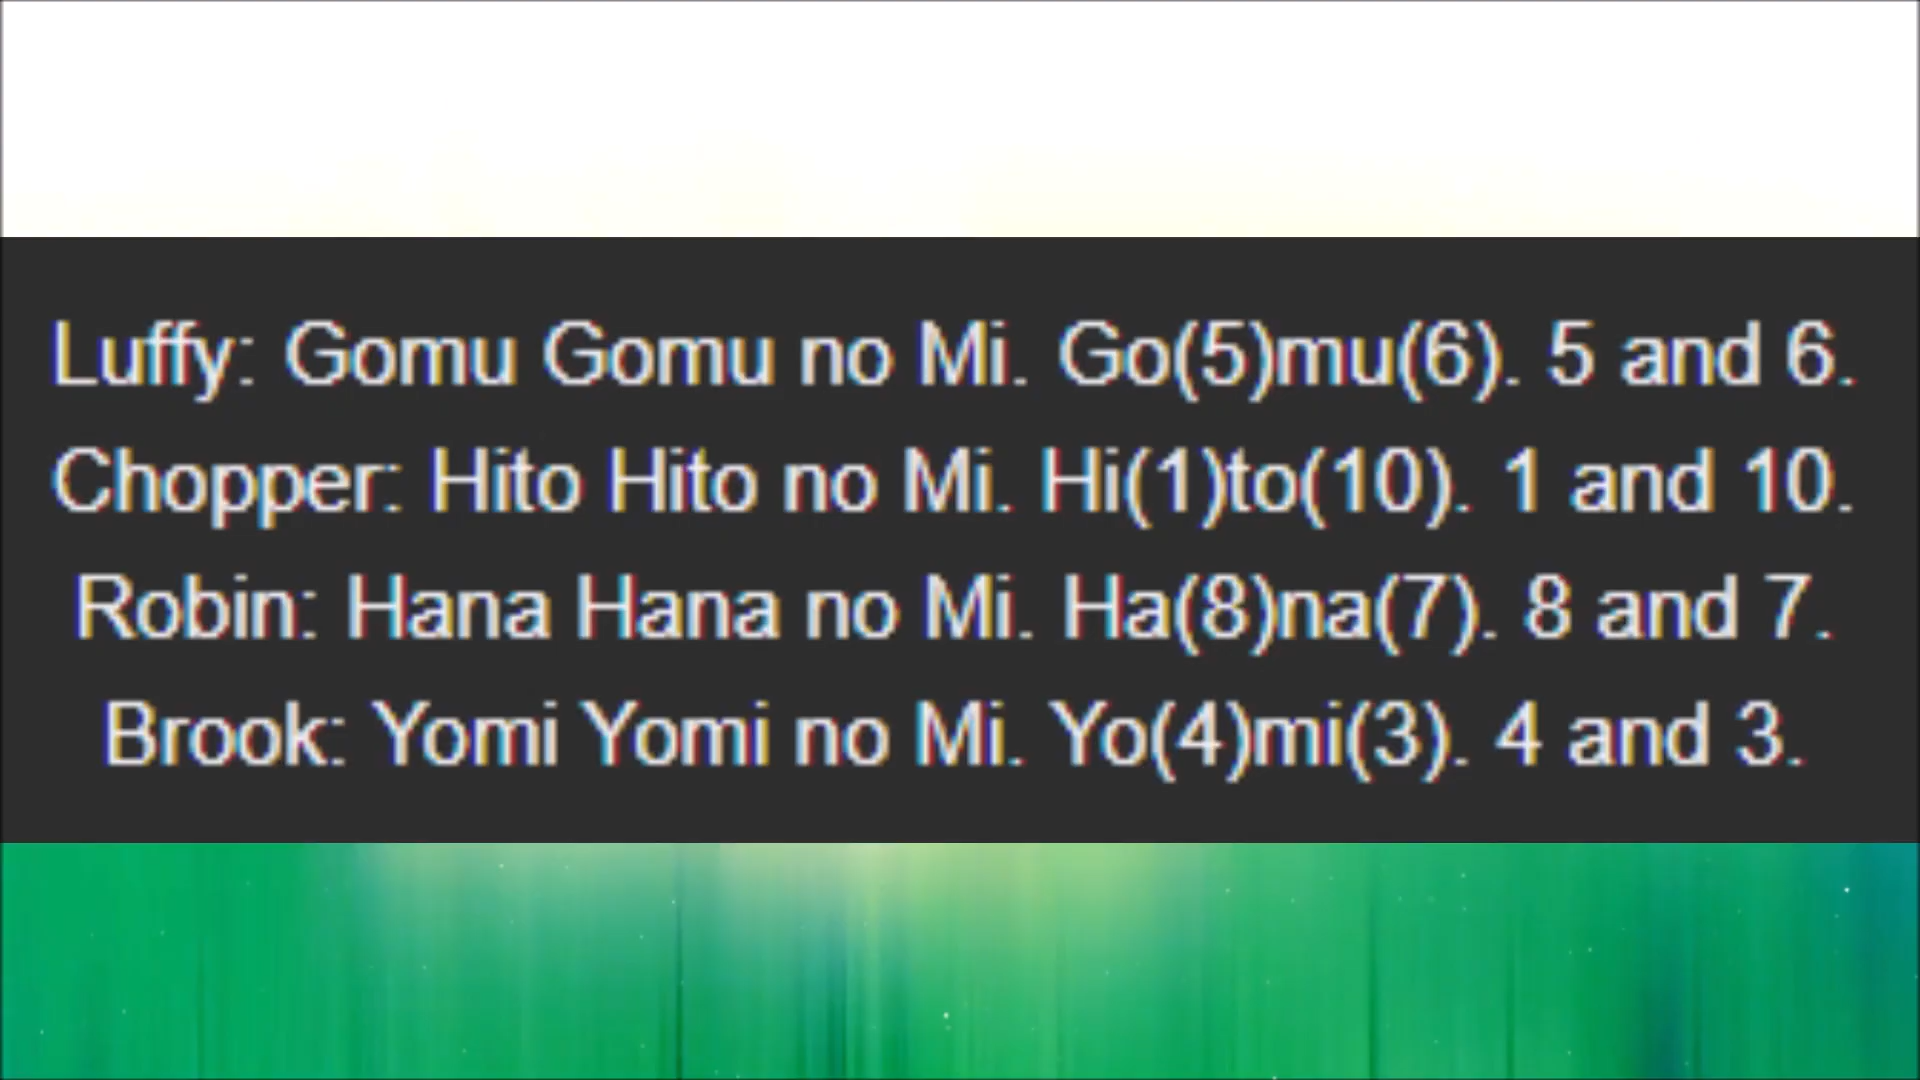 Luffy: Gomu Gomu no Mi. Go(5)mu(6). 5 and 6.
Chopper: Hito Hito no Mi. Hi(1)to(10). 1 and 10.
Robin: Hana Hana no Mi. Ha(8)na(7). 8 and 7.
Brook: Yomi Yomi no Mi. Yo(4)mi(3). 4 and 3.